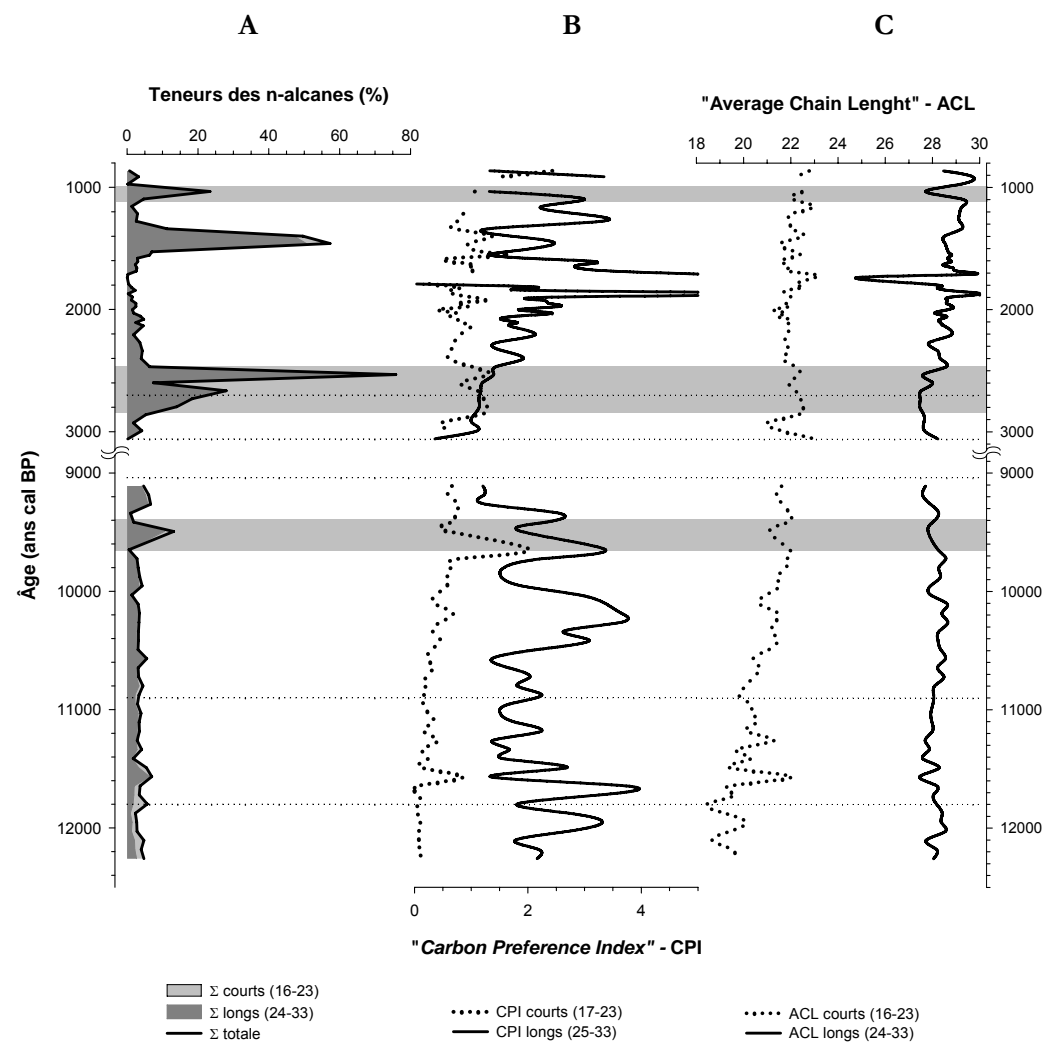 A B C
Teneurs des n-alcanes (%)
"Average Chain Lenght" - ACL
0 20 40 60 80
18 20 22 24 26 28 30
1000 1000
2000 2000
3000 3000
9000 9000
10000 10000
11000 11000
12000 12000
Âge (ans cal BP)
0 2 4
"Carbon Preference Index" - CPI
Σ courts (16-23)
Σ longs (24-33)
Σ totale
CPI courts (17-23)
CPI longs (25-33)
ACL courts (16-23)
ACL longs (24-33)